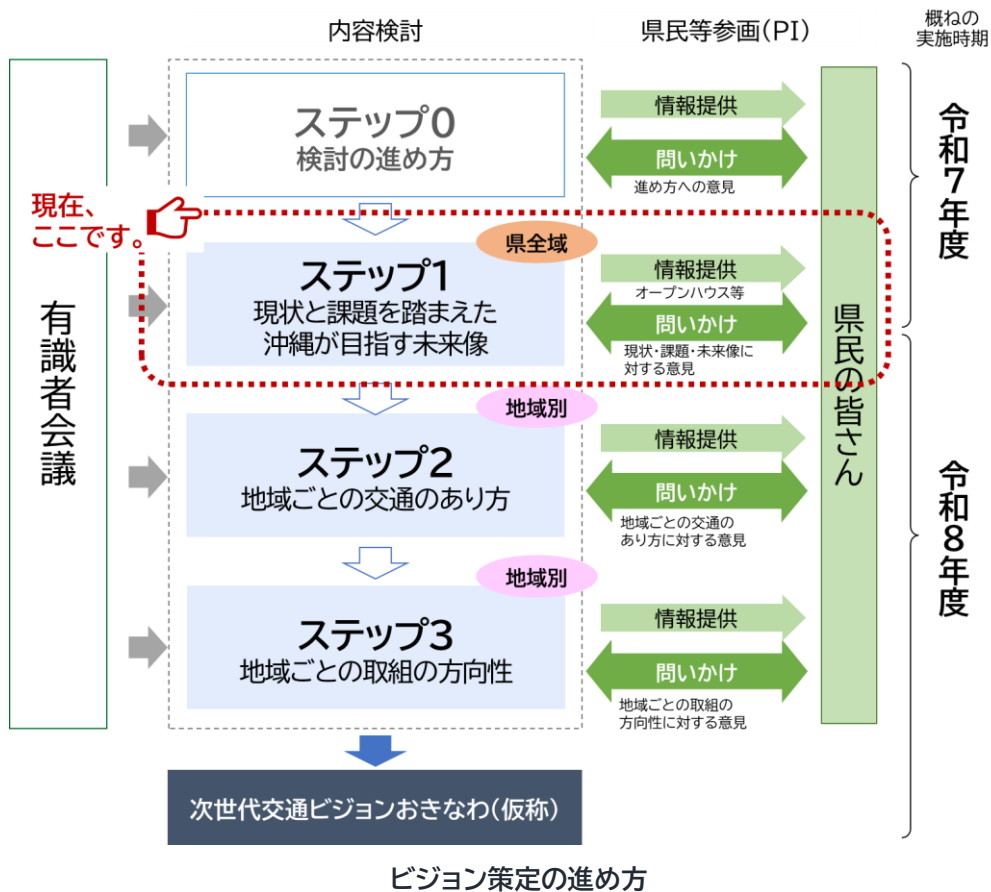 内容検討
県民等参画(PI)
概ねの
実施時期
ステップ0
検討の進め方
情報提供
問いかけ
進め方への意見
現在、
ここです。
県全域
ステップ1
現状と課題を踏まえた
沖縄が目指す未来像
情報提供
オープンハウス等
問いかけ
現状・課題・未来像に
対する意見
有識者会議
県民の皆さん
令和7年度
地域別
ステップ2
地域ごとの交通のあり方
情報提供
問いかけ
地域ごとの交通の
あり方に対する意見
令和8年度
地域別
ステップ3
地域ごとの取組の方向性
情報提供
問いかけ
地域ごとの取組の
方向性に対する意見
次世代交通ビジョンおきなわ(仮称)
ビジョン策定の進め方